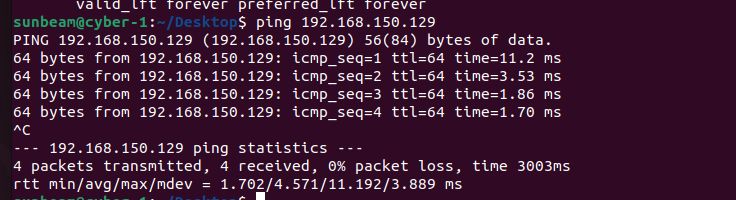 valid_lft forever preferred_lft forever
sunbeam@cyber-1:~/Desktop$ ping 192.168.150.129
PING 192.168.150.129 (192.168.150.129) 56(84) bytes of data.
64 bytes from 192.168.150.129: icmp_seq=1 ttl=64 time=11.2 ms
64 bytes from 192.168.150.129: icmp_seq=2 ttl=64 time=3.53 ms
64 bytes from 192.168.150.129: icmp_seq=3 ttl=64 time=1.86 ms
64 bytes from 192.168.150.129: icmp_seq=4 ttl=64 time=1.70 ms
^C
--- 192.168.150.129 ping statistics ---
4 packets transmitted, 4 received, 0% packet loss, time 3003ms
rtt min/avg/max/mdev = 1.702/4.571/11.192/3.889 ms
sunbeam@cyber-1:~/Desktop$